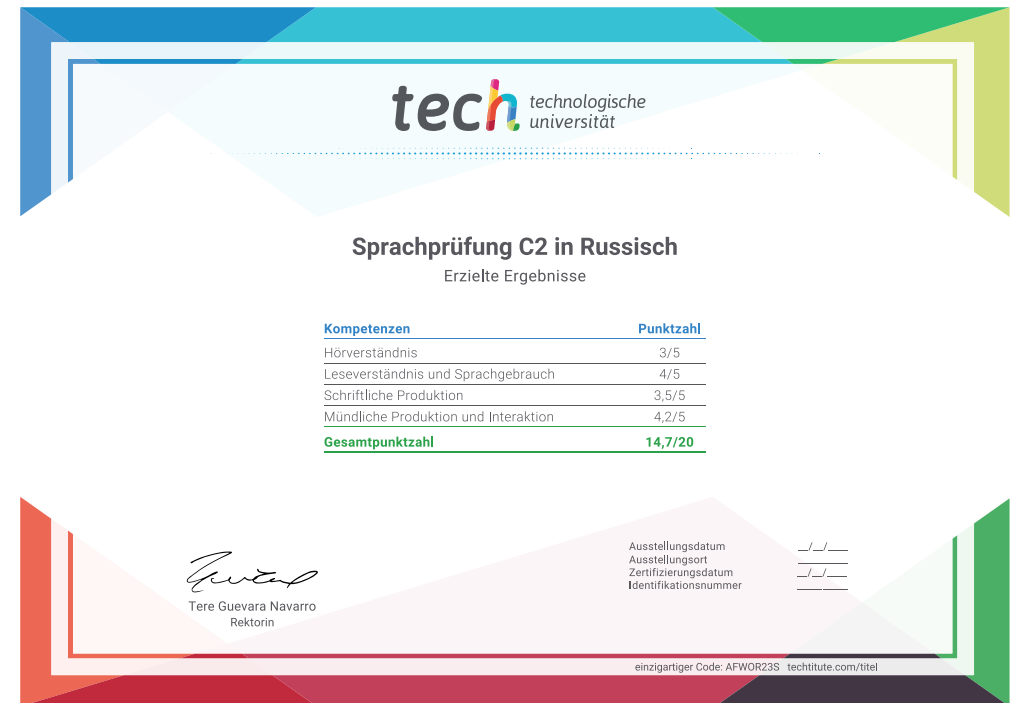 tech technologische
universität
Sprachprüfung C2 in Russisch
Erzielte Ergebnisse
Kompetenzen Punktzahl
Hörverständnis 3/5
Leseverständnis und Sprachgebrauch 4/5
Schriftliche Produktion 3,5/5
Mündliche Produktion und Interaktion 4,2/5
Gesamtpunktzahl 14,7/20
Ausstellungsdatum __/__/____
Ausstellungsort ________
Zertifizierungsdatum __/__/____
Identifikationsnummer ________
Tere Guevara Navarro
Rektorin
einzigartiger Code: AFWOR23S techtitute.com/titel